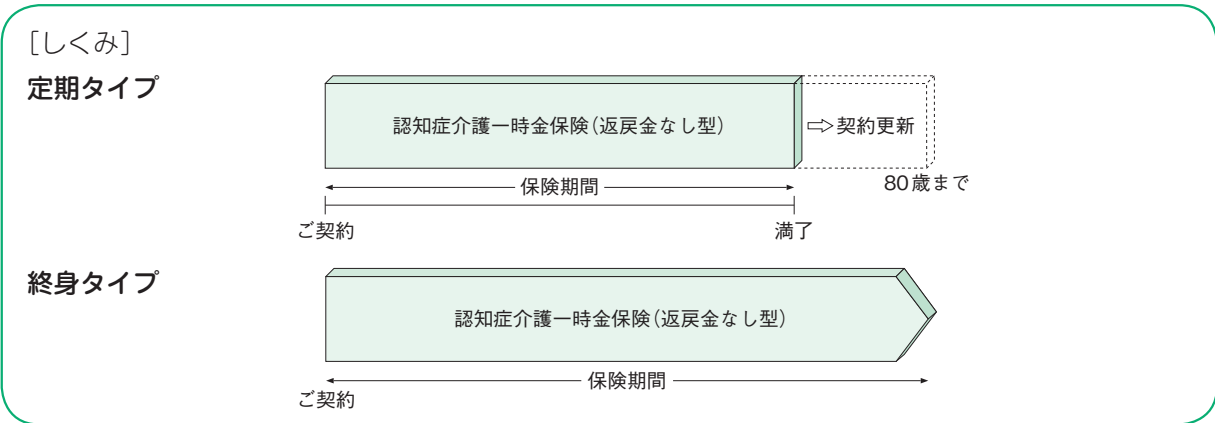 ［しくみ］
定期タイプ
認知症介護一時金保険（返戻金なし型）
⇨契約更新
80歳まで
保険期間
ご契約
満了
終身タイプ
認知症介護一時金保険（返戻金なし型）
保険期間
ご契約